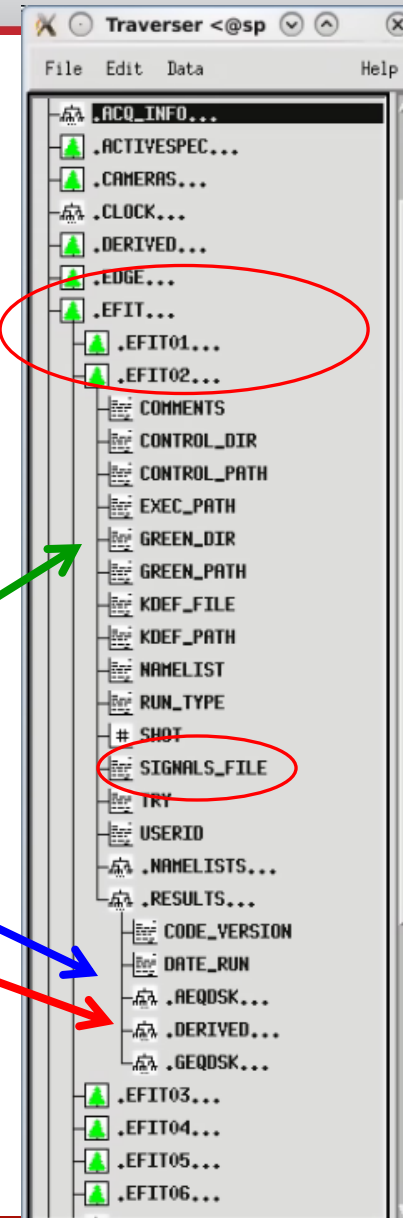 Traverser <@sp
File Edit Data Help
.ACQ_INFO...
.ACTIVESPEC...
.CAMERAS...
.CLOCK...
.DERIVED...
.EDGE...
.EFIT...
.EFIT01...
.EFIT02...
COMMENTS
CONTROL_DIR
CONTROL_PATH
EXEC_PATH
GREEN_DIR
GREEN_PATH
KDEF_FILE
KDEF_PATH
NAMELIST
RUN_TYPE
# SHOT
SIGNALS_FILE
TRY
USERID
.NAMELISTS...
.RESULTS...
CODE_VERSION
DATE_RUN
.AEQDSK...
.DERIVED...
.GEQDSK...
.EFIT03...
.EFIT04...
.EFIT05...
.EFIT06...